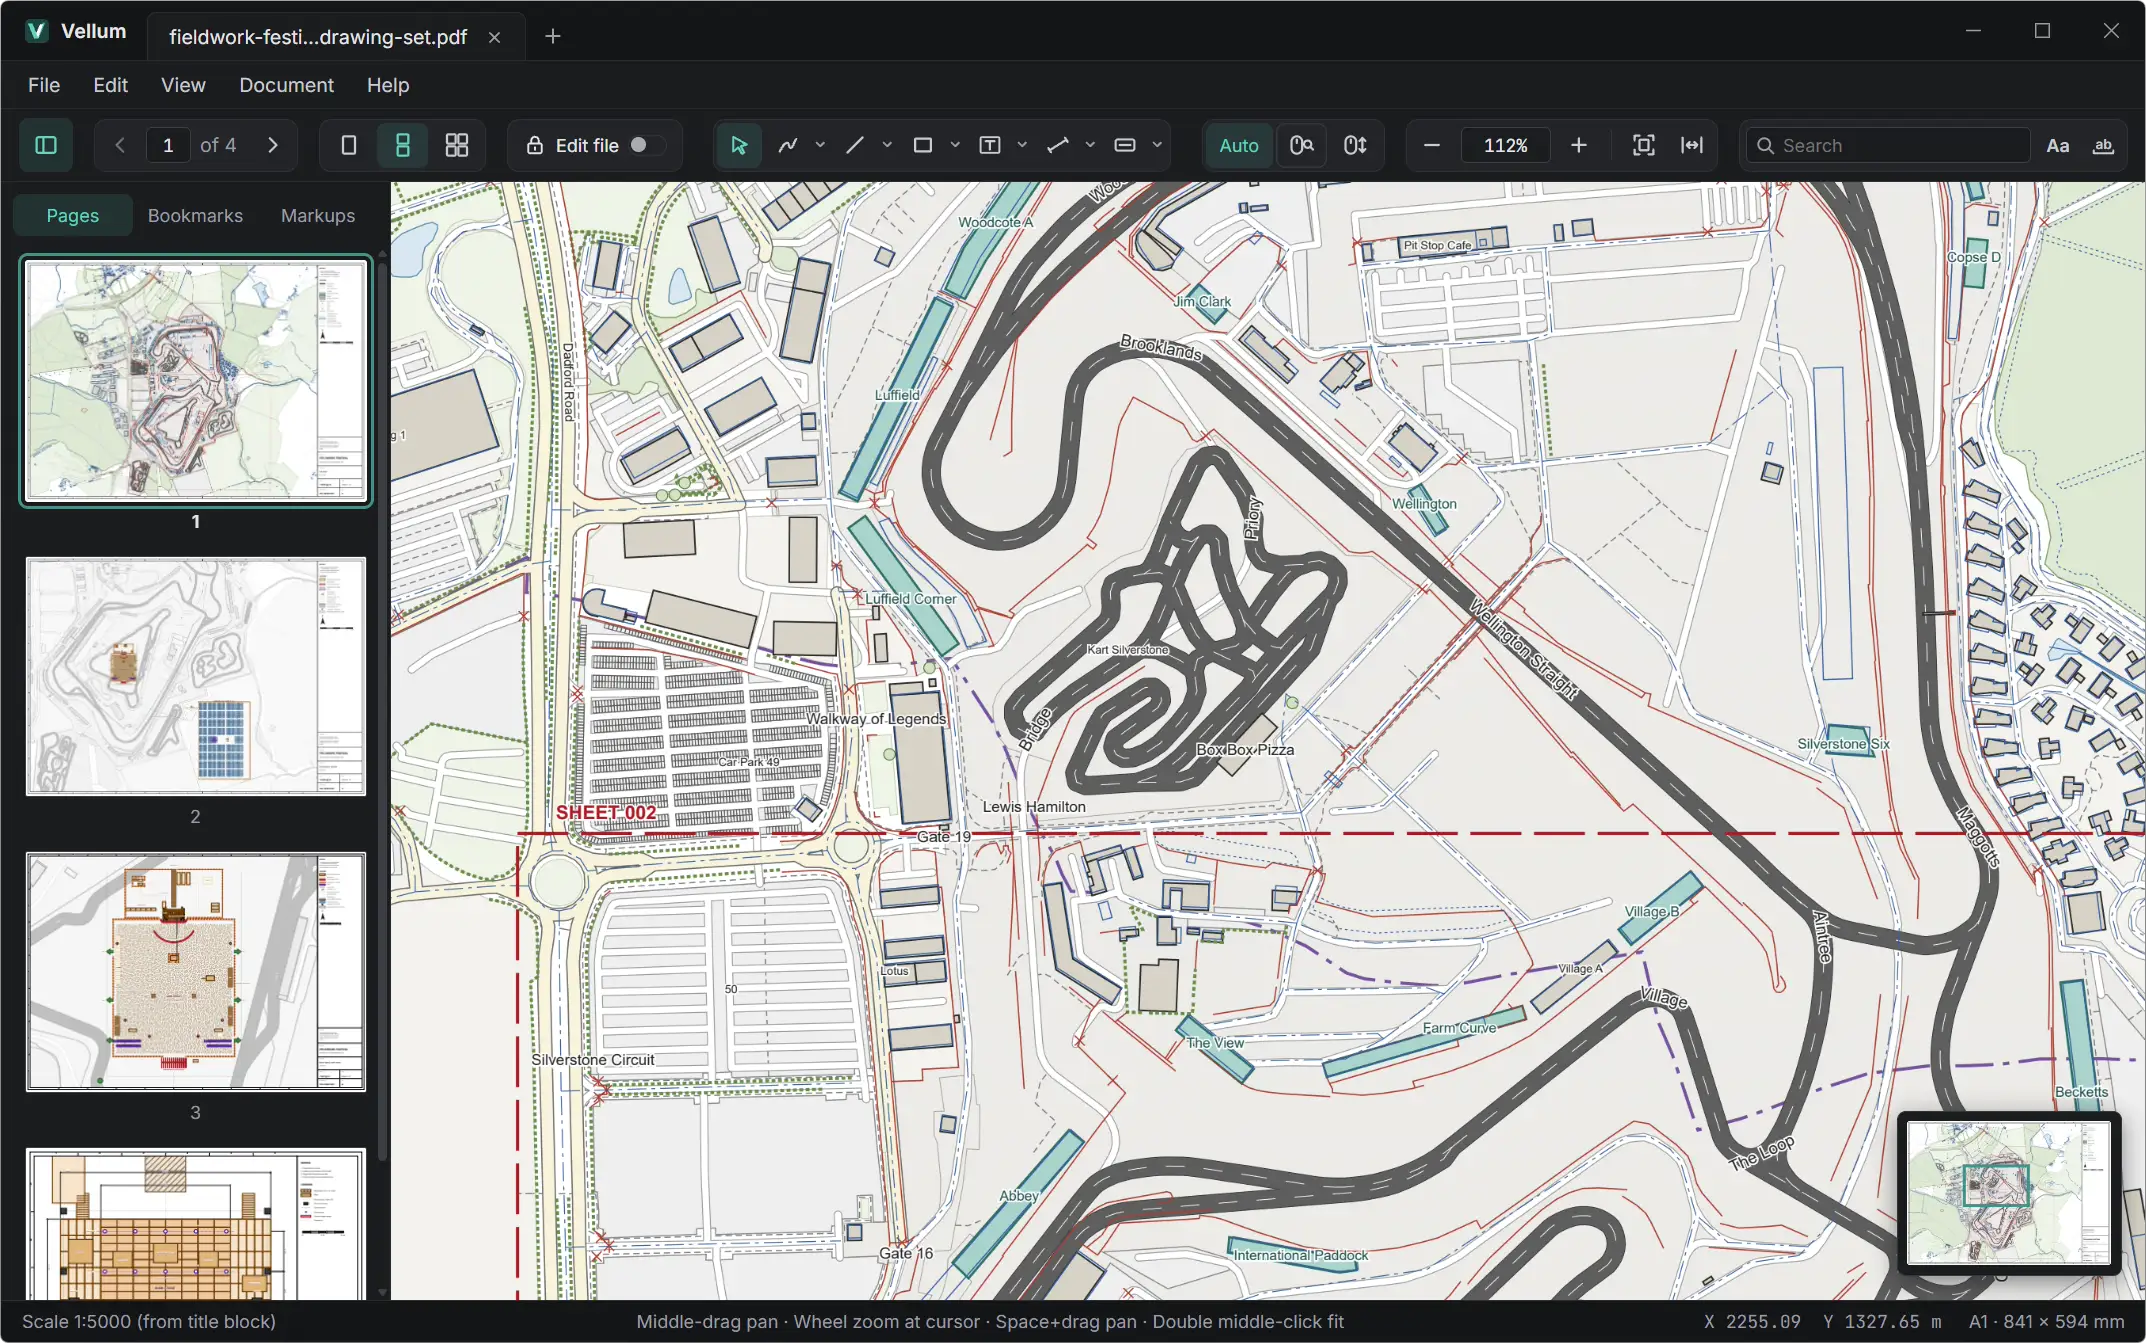 Vellum
fieldwork-festi...drawing-set.pdf
File Edit View Document Help
1 of 4
Edit file
Auto
112%
Search
Aa
ab
Pages Bookmarks Markups
1
2
3
Woodcote A
Pit Stop Cafe
Copse D
Jim Clark
Brooklands
Dadford Road
Luffield
g 1
Wellington
Priory
Luffield Corner
Wellington Straight
Kart Silverstone
Walkway of Legends
Bridge
Box Box Pizza
Silverstone Six
Car Park 49
SHEET 002
Lewis Hamilton
Gate 19
Maggotts
Village B
Aintree
Lotus
Village A
50
Village
Farm Curve
The View
Silverstone Circuit
Becketts
The Loop
Abbey
Gate 16
International Paddock
Scale 1:5000 (from title block)
Middle-drag pan · Wheel zoom at cursor · Space+drag pan · Double middle-click fit
X 2255.09 Y 1327.65 m A1 · 841 × 594 mm